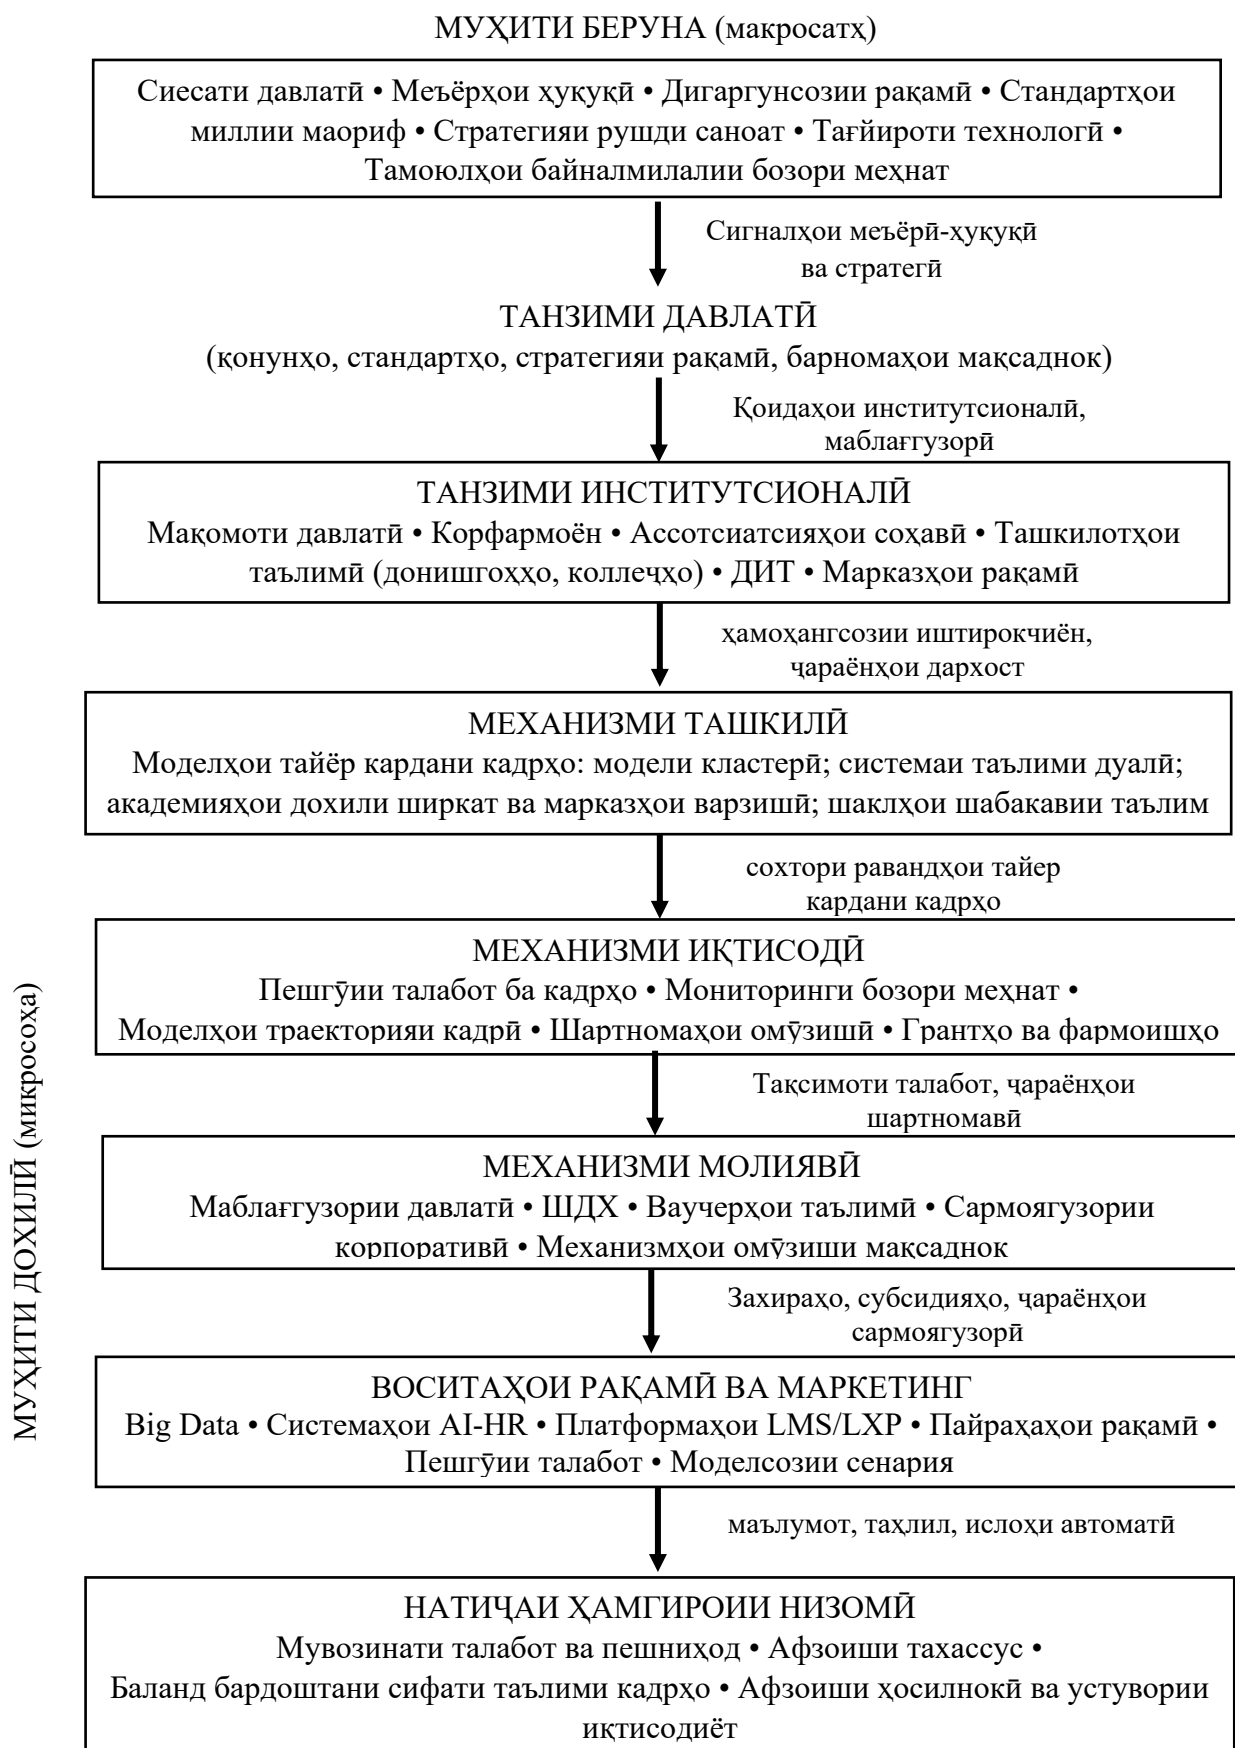 МУҲИТИ БЕРУНА (макросатҳ)
Сиесати давлатӣ • Меъёрҳои ҳуқуқӣ • Дигаргунсозии рақамӣ • Стандартҳои
миллии маориф • Стратегияи рушди саноат • Тағйироти технологӣ •
Тамоюлҳои байналмилалии бозори меҳнат
Сигналҳои меъёрӣ-ҳуқуқӣ
ва стратегӣ
ТАНЗИМИ ДАВЛАТӢ
(қонунҳо, стандартҳо, стратегияи рақамӣ, барномаҳои мақсаднок)
Қоидаҳои институтсионалӣ,
маблағгузорӣ
ТАНЗИМИ ИНСТИТУТСИОНАЛӢ
Мақомоти давлатӣ • Корфармоён • Ассотсиатсияҳои соҳавӣ • Ташкилотҳои
таълимӣ (донишгоҳҳо, коллеҷҳо) • ДИТ • Марказҳои рақамӣ
ҳамоҳангсозии иштирокчиён,
ҷараёнҳои дархост
МЕХАНИЗМИ ТАШКИЛӢ
Моделҳои тайёр кардани кадрҳо: модели кластерӣ; системаи таълими дуалӣ;
академияҳои дохили ширкат ва марказҳои варзишӣ; шаклҳои шабакавии таълим
сохтори равандҳои тайер
кардани кадрҳо
МЕХАНИЗМИ ИҚТИСОДӢ
Пешгӯии талабот ба кадрҳо • Мониторинги бозори меҳнат •
Моделҳои траекторияи кадрӣ • Шартномаҳои омӯзишӣ • Грантҳо ва фармоишҳо
Тақсимоти талабот, ҷараёнҳои
шартномавӣ
МЕХАНИЗМИ МОЛИЯВӢ
Маблағгузории давлатӣ • ШДХ • Ваучерҳои таълимӣ • Сармоягузории
корпоративӣ • Механизмҳои омӯзиши мақсаднок
Захираҳо, субсидияҳо, ҷараёнҳои
сармоягузорӣ
ВОСИТАҲОИ РАҚАМӢ ВА МАРКЕТИНГ
Big Data • Системаҳои AI-HR • Платформаҳои LMS/LXP • Пайраҳаҳои рақамӣ •
Пешгӯии талабот • Моделсозии сенария
маълумот, таҳлил, ислоҳи автоматӣ
НАТИҶАИ ҲАМГИРОИИ НИЗОМӢ
Мувозинати талабот ва пешниҳод • Афзоиши тахассус •
Баланд бардоштани сифати таълими кадрҳо • Афзоиши ҳосилнокӣ ва устувории
иқтисодиёт
МУҲИТИ ДОХИЛӢ (микросоҳа)